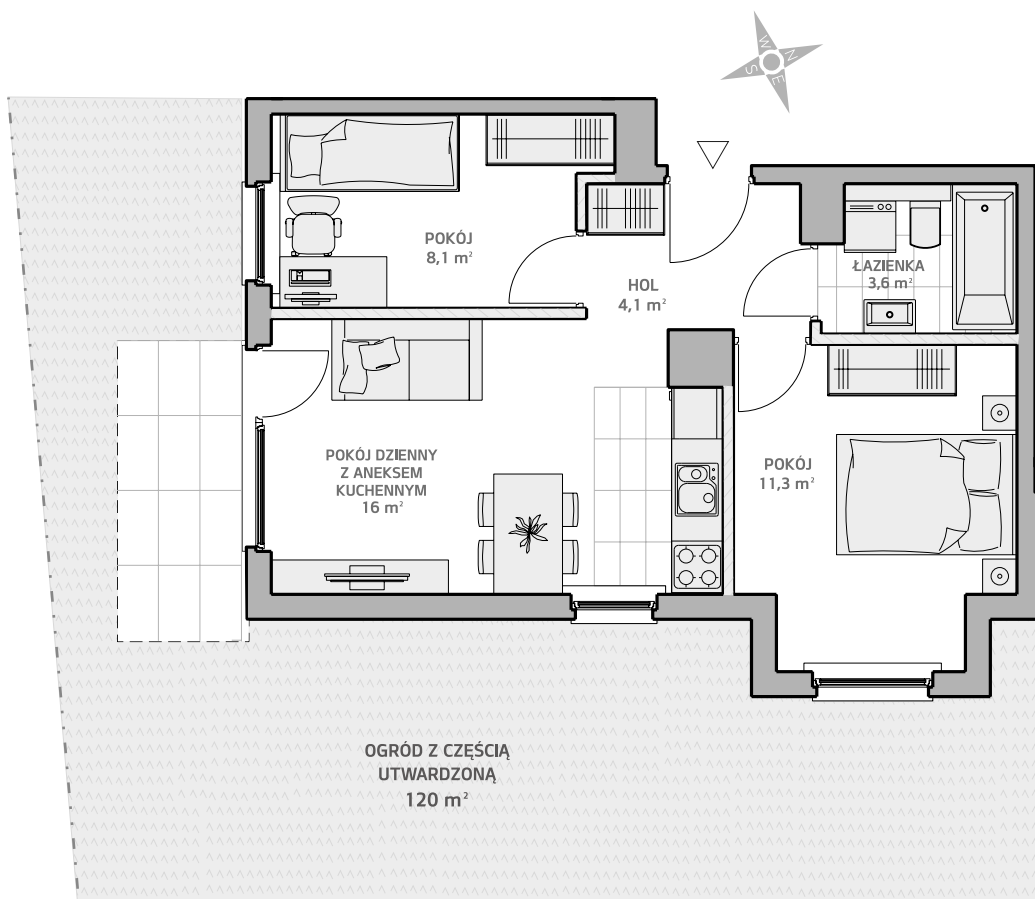 W
N
S
E
POKÓJ
8,1 m²
ŁAZIENKA
3,6 m²
HOL
4,1 m²
POKÓJ DZIENNY
Z ANEKSEM
KUCHENNYM
16 m²
POKÓJ
11,3 m²
OGRÓD Z CZĘŚCIĄ
UTWARDZONĄ
120 m²